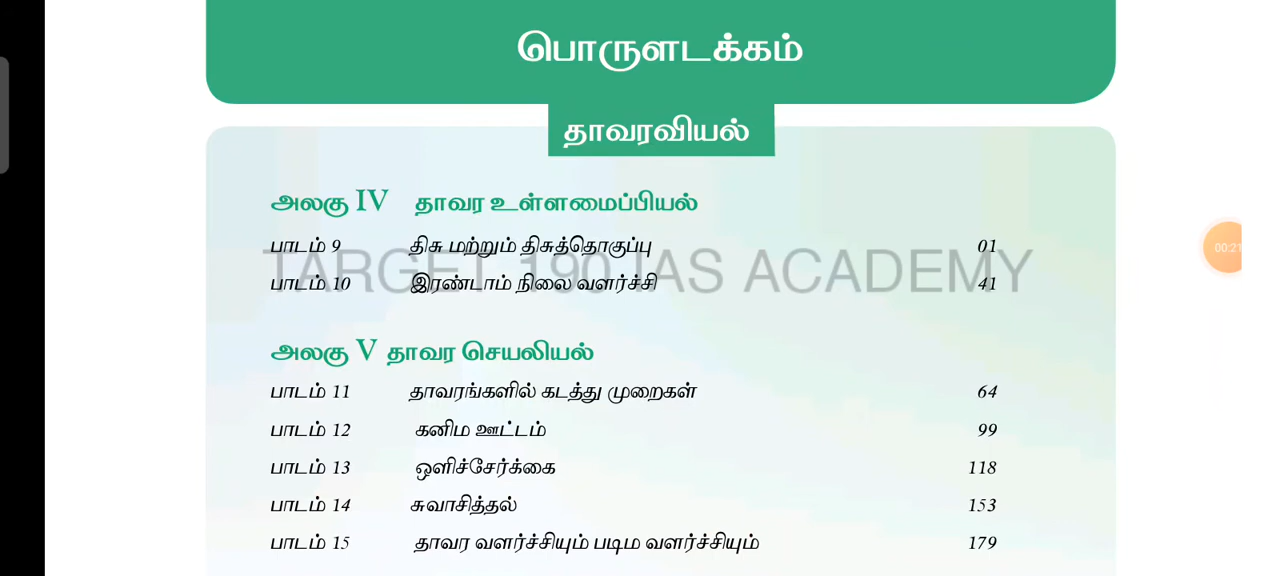 பொருளடக்கம்
தாவரவியல்
அலகு IV தாவர உள்ளமைப்பியல்
பாடம் 9 திசு மற்றும் திசுத்தொகுப்பு 01
TARGET 190 IAS ACADEMY
பாடம் 10 இரண்டாம் நிலை வளர்ச்சி 41
அலகு V தாவர செயலியல்
பாடம் 11 தாவரங்களில் கடத்து முறைகள் 64
பாடம் 12 கனிம ஊட்டம் 99
பாடம் 13 ஒளிச்சேர்க்கை 118
பாடம் 14 சுவாசித்தல் 153
பாடம் 15 தாவர வளர்ச்சியும் படிம வளர்ச்சியும் 179
00:21